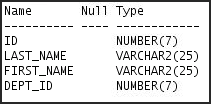 Name Null Type
---------- ---- ------------
ID NUMBER(7)
LAST_NAME VARCHAR2(25)
FIRST_NAME VARCHAR2(25)
DEPT_ID NUMBER(7)